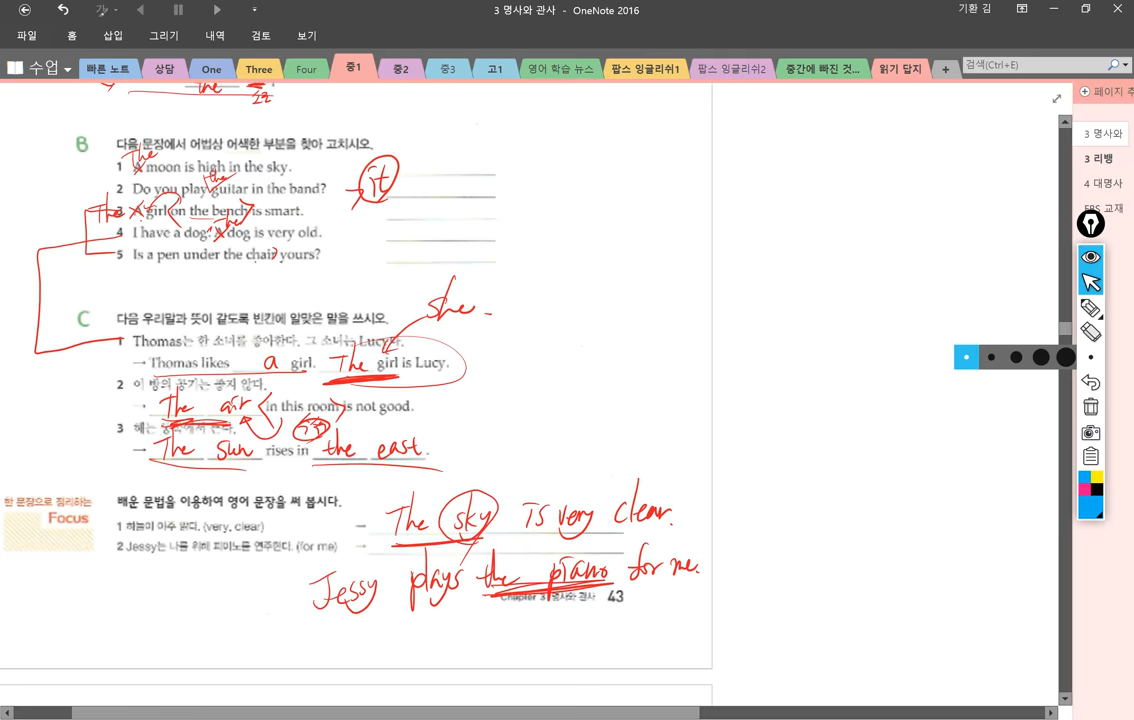 3 명사와 관사 - OneNote 2016
기환 김
파일 홈 삽입 그리기 내역 검토 보기
수업 빠른 노트 상담 One Three Four 중1 중2 중3 고1 영어 학습 뉴스 팝스 잉글리쉬1 팝스 잉글리쉬2 중간에 빠진 것... 읽기 답지 + 검색(Ctrl+E)
페이지 추
3 명사와
3 리뱅
4 대명사
EBS 교재
the
B 다음 문장에서 어법상 어색한 부분을 찾아 고치시오.
The
1 A moon is high in the sky.
the
2 Do you play guitar in the band?
it
The
3 A girl on the bench is smart.
The
4 I have a dog. A dog is very old.
5 Is a pen under the chair yours?
C 다음 우리말과 뜻이 같도록 빈칸에 알맞은 말을 쓰시오.
she.
1 Thomas는 한 소녀를 좋아한다. 그 소녀는 Lucy다.
→ Thomas likes a girl. The girl is Lucy.
2 이 방의 공기는 좋지 않다.
→ The air in this room is not good.
3 해는 동쪽에서 뜬다.
→ The sun rises in the east.
한 문장으로 정리하는
Focus
배운 문법을 이용하여 영어 문장을 써 봅시다.
1 하늘이 아주 맑다. (very, clear) → The sky is very clear.
2 Jessy는 나를 위해 피아노를 연주한다. (for me) → Jessy plays the piano for me.
Chapter 3 명사와 관사 43